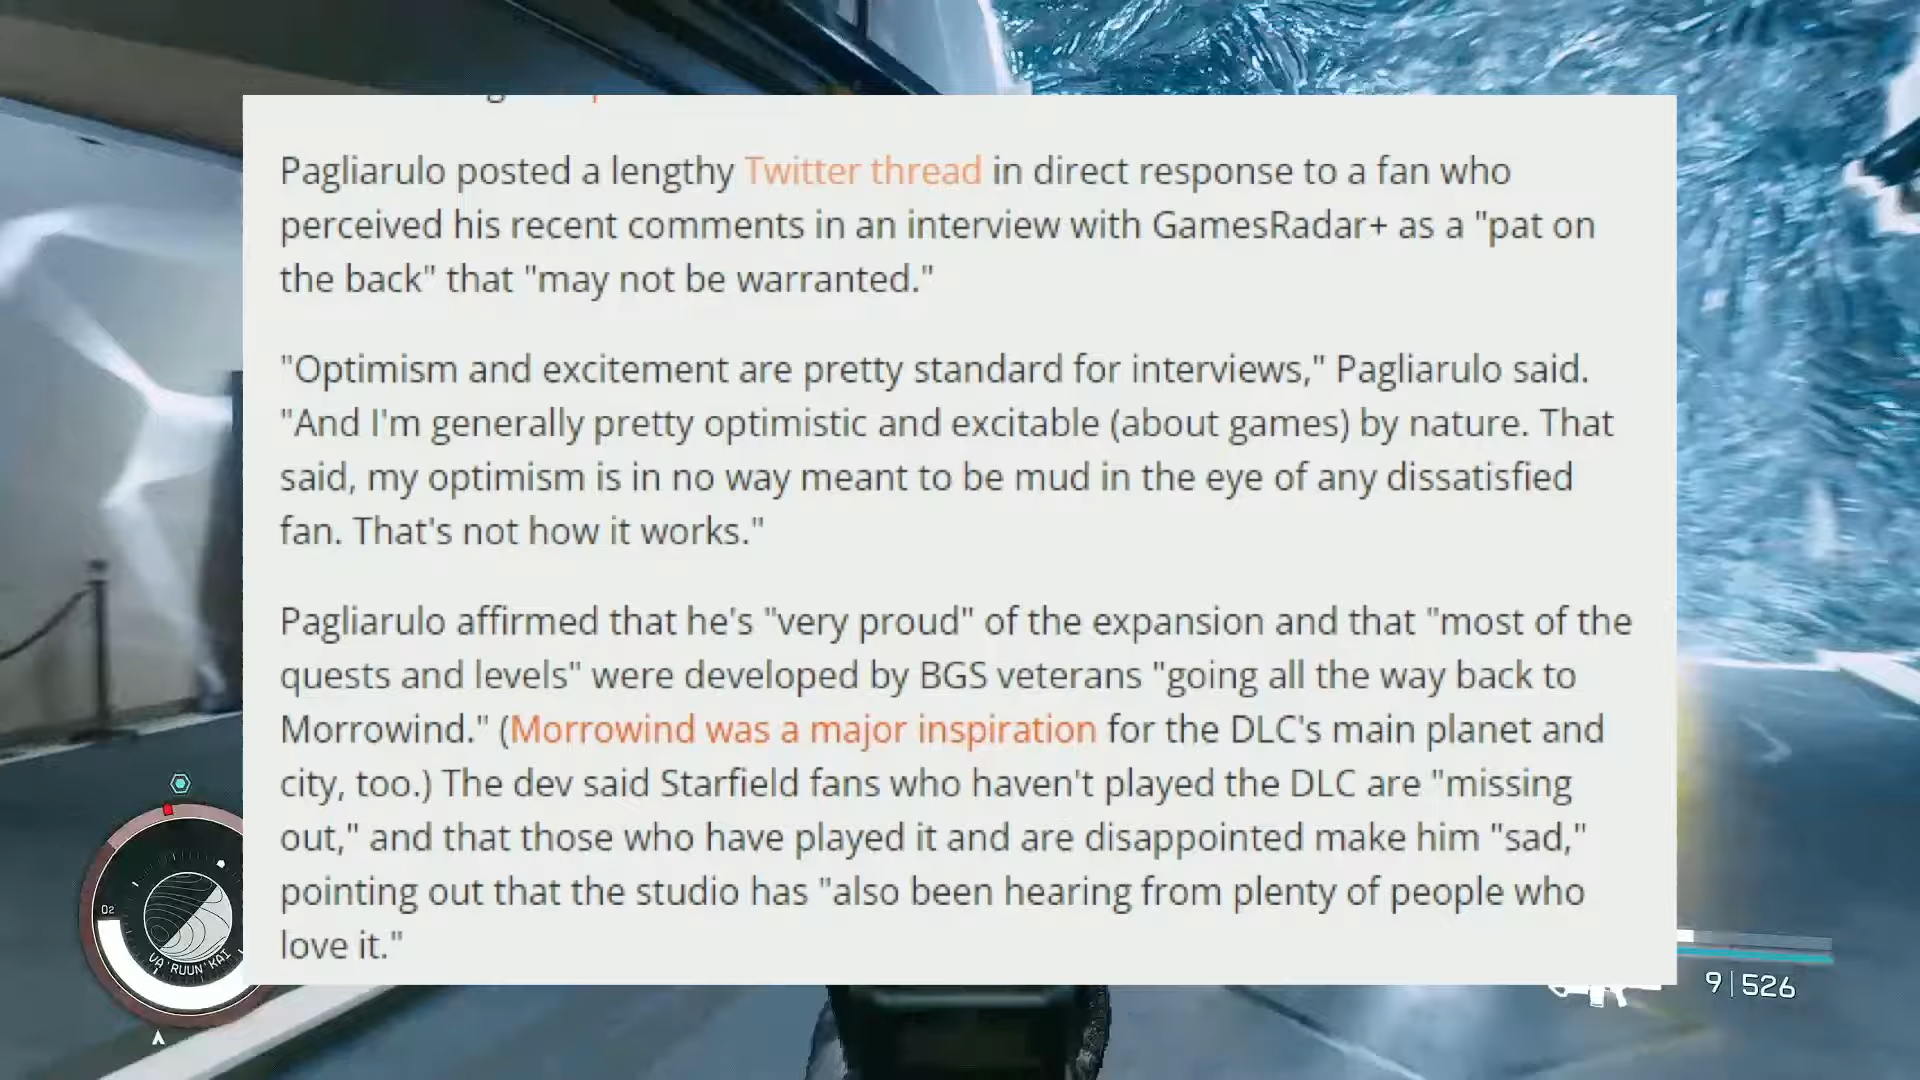 Pagliarulo posted a lengthy Twitter thread in direct response to a fan who
perceived his recent comments in an interview with GamesRadar+ as a "pat on
the back" that "may not be warranted."
"Optimism and excitement are pretty standard for interviews," Pagliarulo said.
"And I'm generally pretty optimistic and excitable (about games) by nature. That
said, my optimism is in no way meant to be mud in the eye of any dissatisfied
fan. That's not how it works."
Pagliarulo affirmed that he's "very proud" of the expansion and that "most of the
quests and levels" were developed by BGS veterans "going all the way back to
Morrowind." (Morrowind was a major inspiration for the DLC's main planet and
city, too.) The dev said Starfield fans who haven't played the DLC are "missing
out," and that those who have played it and are disappointed make him "sad,"
pointing out that the studio has "also been hearing from plenty of people who
love it."
O2
VA'RUUN'KAI
9|526